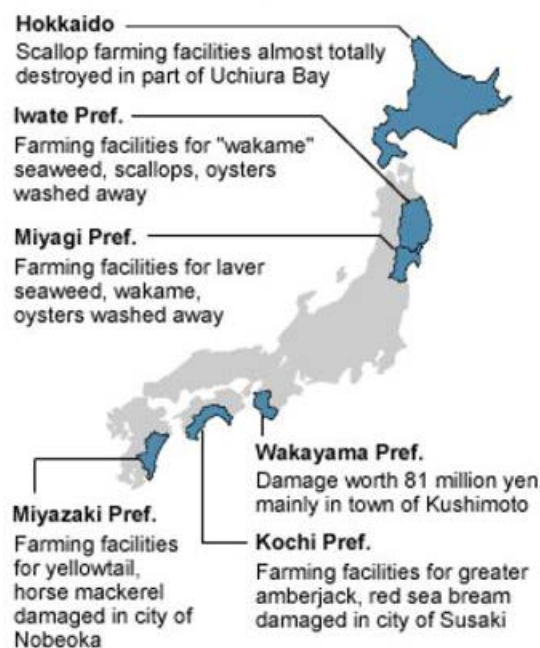 Hokkaido
Scallop farming facilities almost totally
destroyed in part of Uchiura Bay
Iwate Pref.
Farming facilities for "wakame"
seaweed, scallops, oysters
washed away
Miyagi Pref.
Farming facilities for laver
seaweed, wakame,
oysters washed away
Wakayama Pref.
Damage worth 81 million yen
mainly in town of Kushimoto
Miyazaki Pref.
Farming facilities
for yellowtail,
horse mackerel
damaged in city of
Nobeoka
Kochi Pref.
Farming facilities for greater
amberjack, red sea bream
damaged in city of Susaki